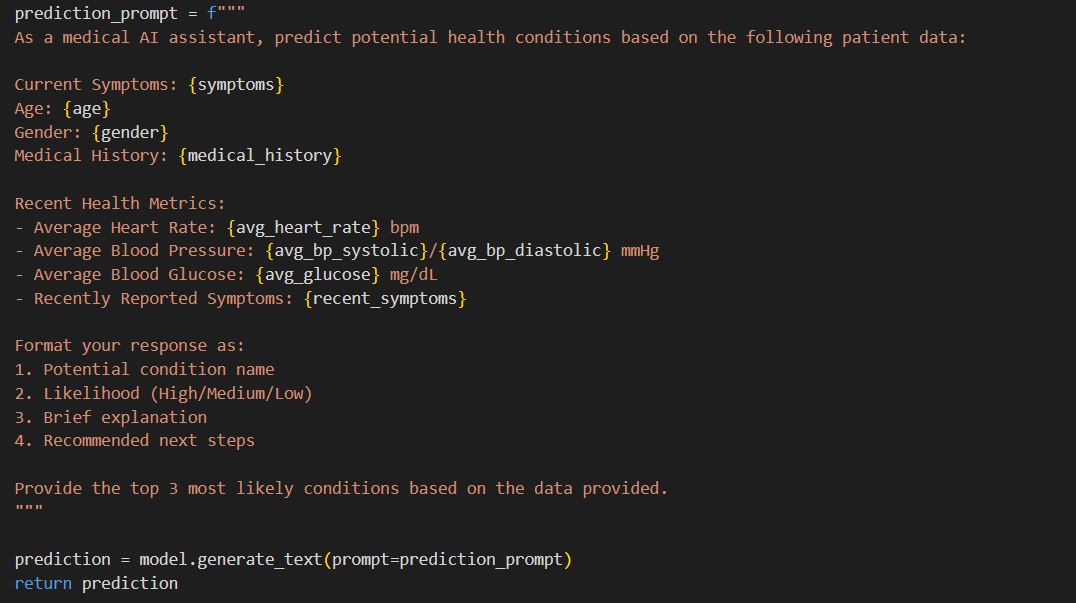 prediction_prompt = f"""
As a medical AI assistant, predict potential health conditions based on the following patient data:

Current Symptoms: {symptoms}
Age: {age}
Gender: {gender}
Medical History: {medical_history}

Recent Health Metrics:
- Average Heart Rate: {avg_heart_rate} bpm
- Average Blood Pressure: {avg_bp_systolic}/{avg_bp_diastolic} mmHg
- Average Blood Glucose: {avg_glucose} mg/dL
- Recently Reported Symptoms: {recent_symptoms}

Format your response as:
1. Potential condition name
2. Likelihood (High/Medium/Low)
3. Brief explanation
4. Recommended next steps

Provide the top 3 most likely conditions based on the data provided.
"""

prediction = model.generate_text(prompt=prediction_prompt)
return prediction